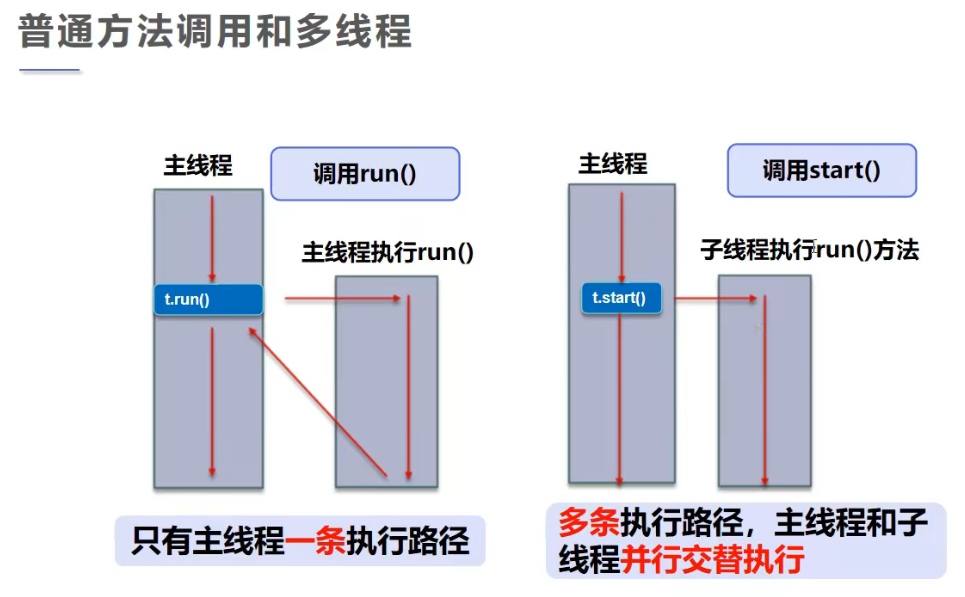 普通方法调用和多线程
主线程
调用run()
主线程执行run()
t.run()
只有主线程一条执行路径
主线程
调用start()
子线程执行run()方法
t.start()
多条执行路径，主线程和子
线程并行交替执行